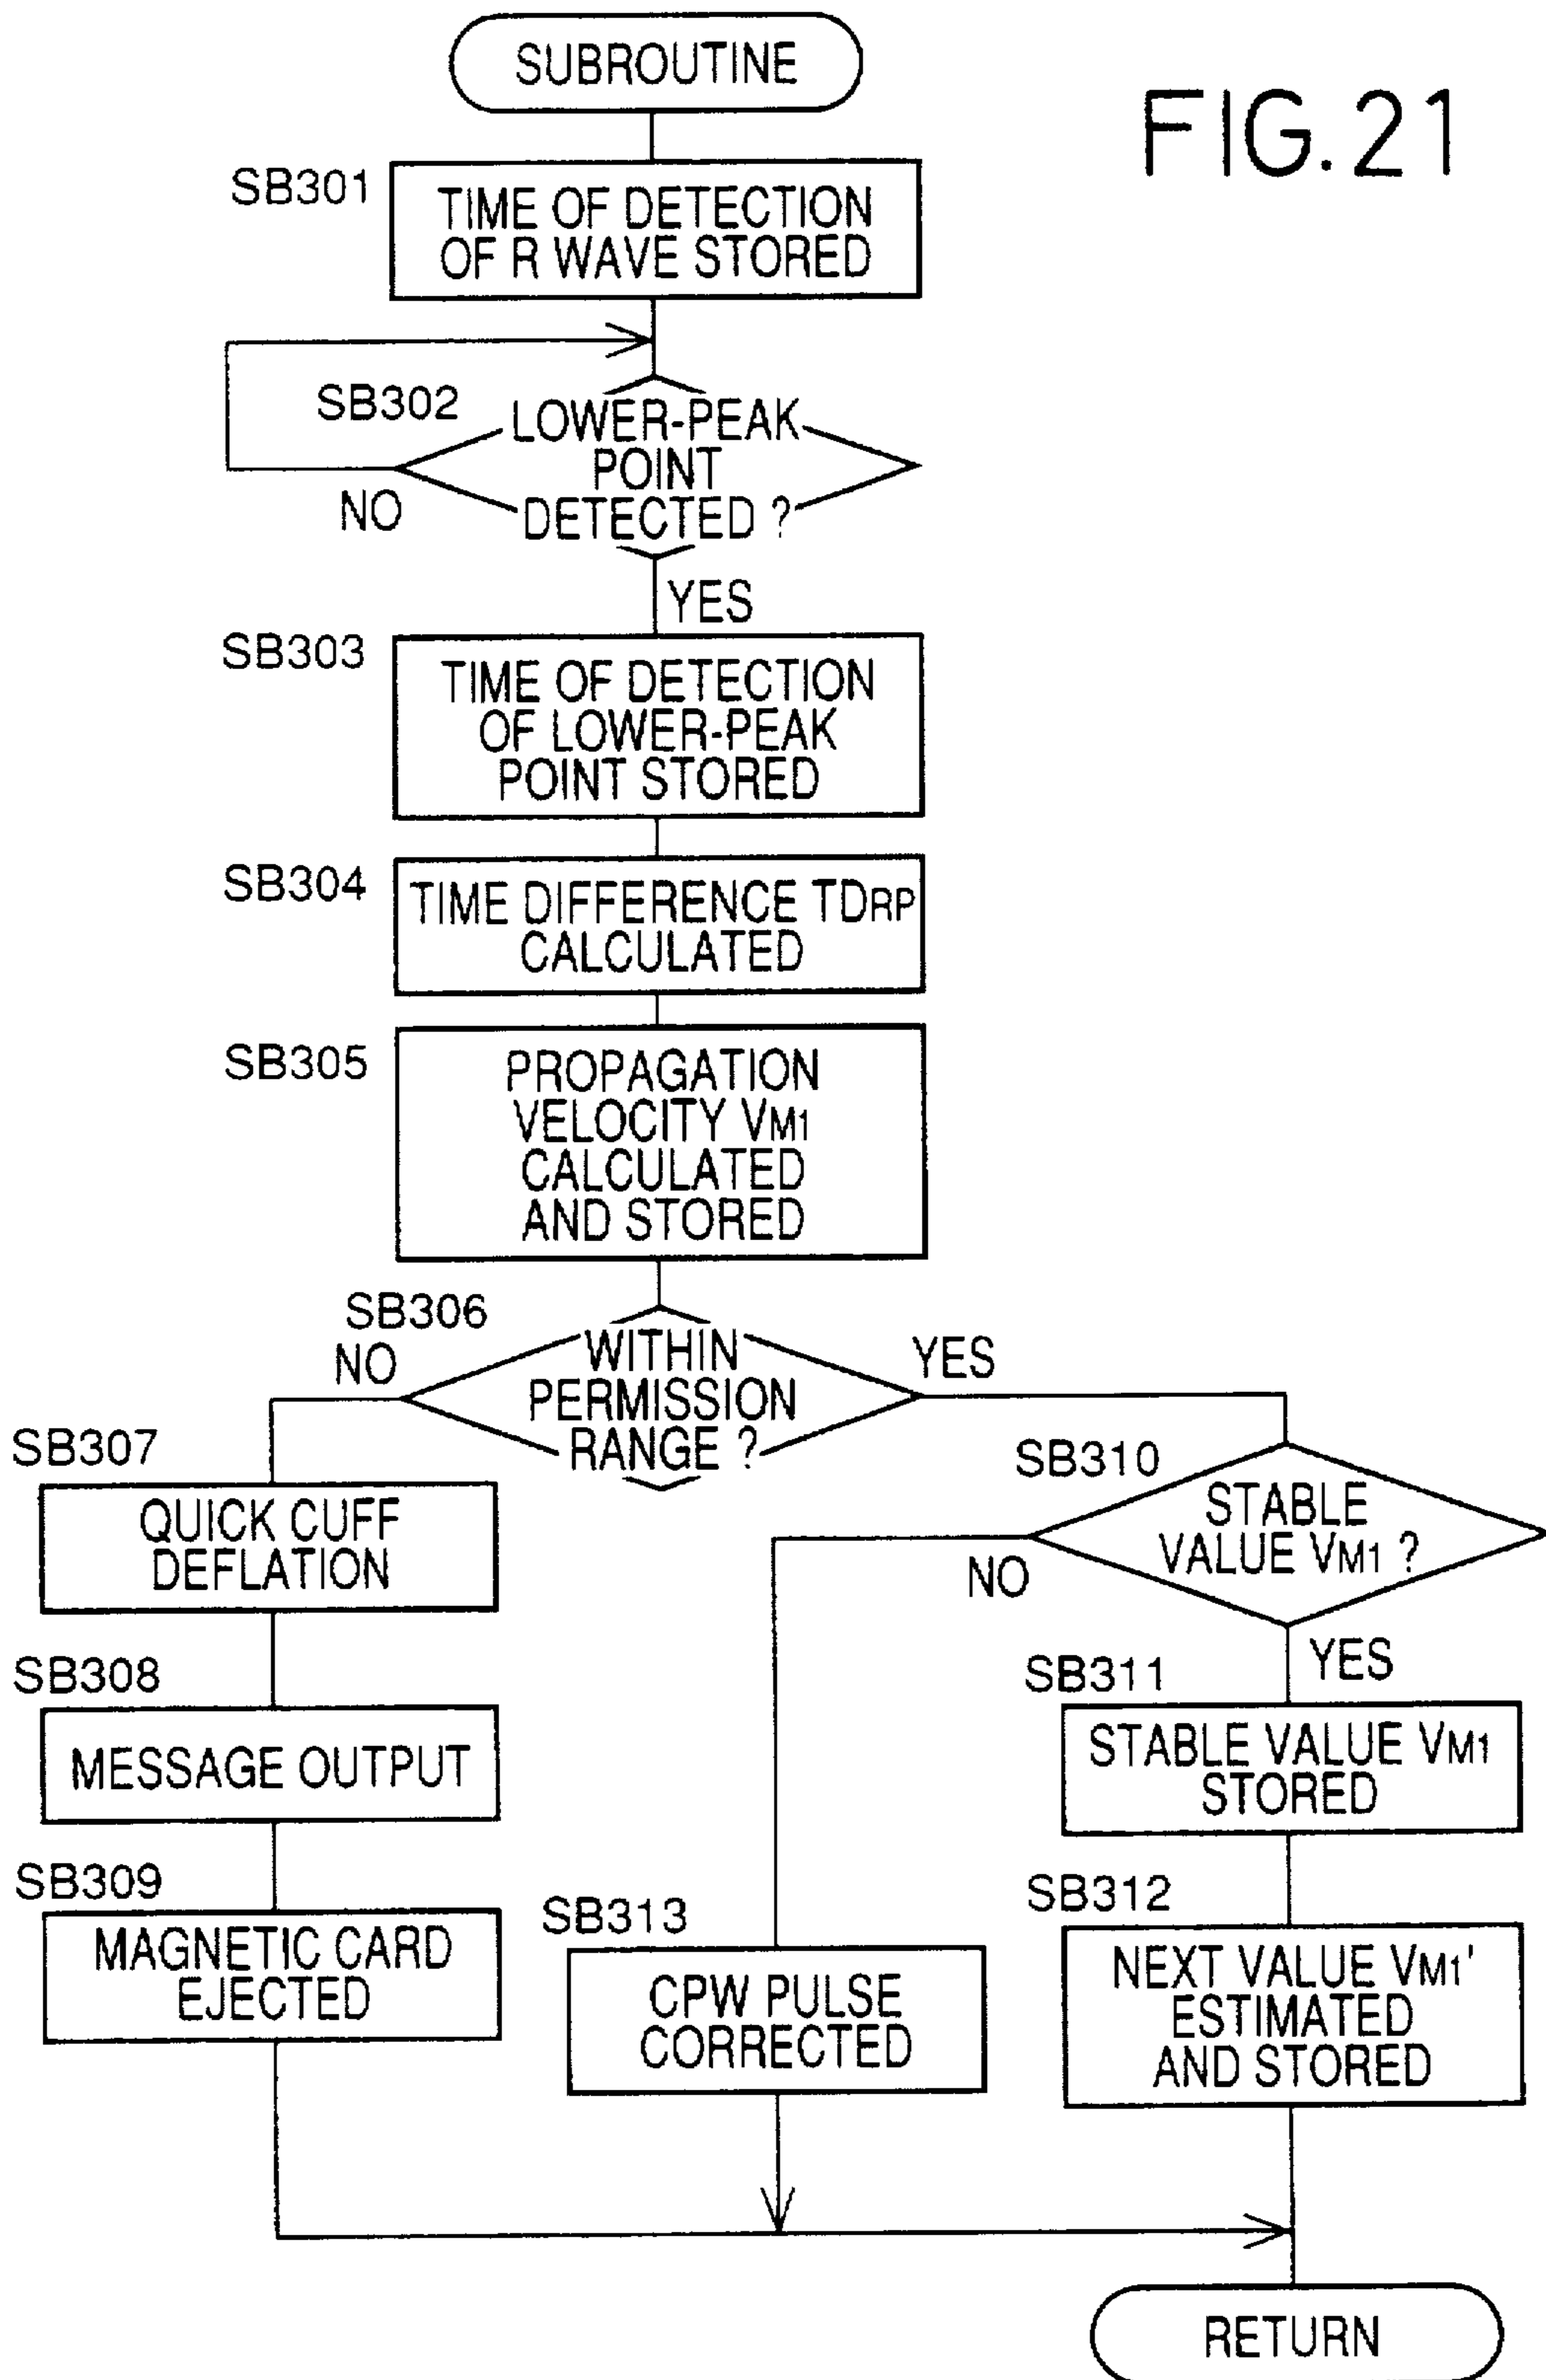 SUBROUTINE
FIG.21
SB301
TIME OF DETECTION
OF R WAVE STORED
SB302
LOWER-PEAK
POINT
DETECTED ?
NO
YES
SB303
TIME OF DETECTION
OF LOWER-PEAK
POINT STORED
SB304
TIME DIFFERENCE TDRP
CALCULATED
SB305
PROPAGATION
VELOCITY VM1
CALCULATED
AND STORED
SB306
NO
WITHIN
PERMISSION
RANGE ?
YES
SB307
QUICK CUFF
DEFLATION
SB310
STABLE
VALUE VM1 ?
NO
YES
SB308
MESSAGE OUTPUT
SB311
STABLE VALUE VM1
STORED
SB309
MAGNETIC CARD
EJECTED
SB313
CPW PULSE
CORRECTED
SB312
NEXT VALUE VM1'
ESTIMATED
AND STORED
RETURN